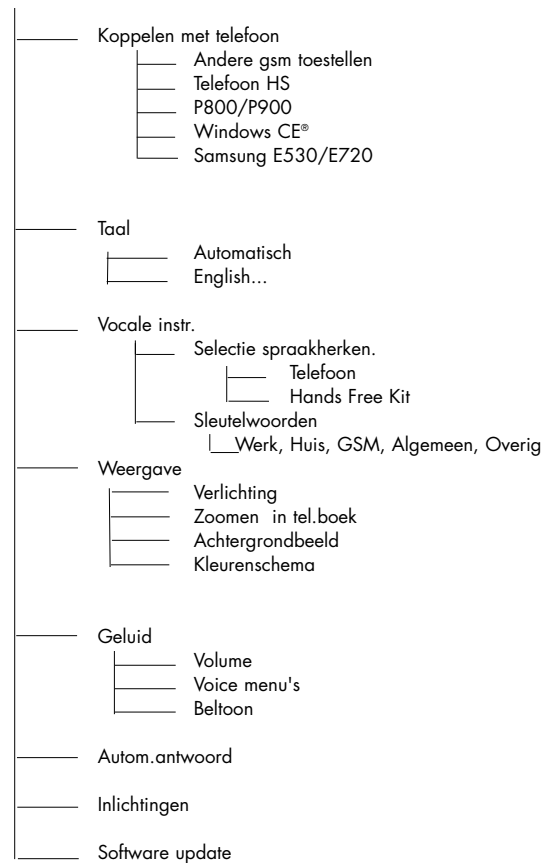 Koppelen met telefoon
Andere gsm toestellen
Telefoon HS
P800/P900
Windows CE®
Samsung E530/E720
Taal
Automatisch
English...
Vocale instr.
Selectie spraakherken.
Telefoon
Hands Free Kit
Sleutelwoorden
Werk, Huis, GSM, Algemeen, Overig
Weergave
Verlichting
Zoomen in tel.boek
Achtergrondbeeld
Kleurenschema
Geluid
Volume
Voice menu's
Beltoon
Autom.antwoord
Inlichtingen
Software update